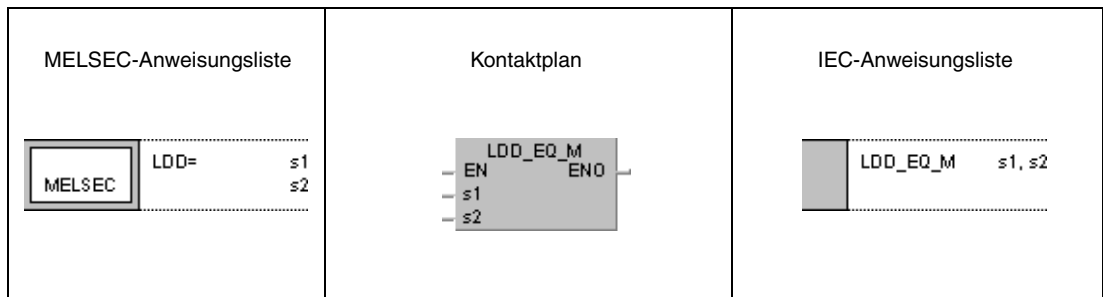 MELSEC-Anweisungsliste
MELSEC
LDD= s1
s2
Kontaktplan
LDD_EQ_M
EN ENO
s1
s2
IEC-Anweisungsliste
LDD_EQ_M s1, s2